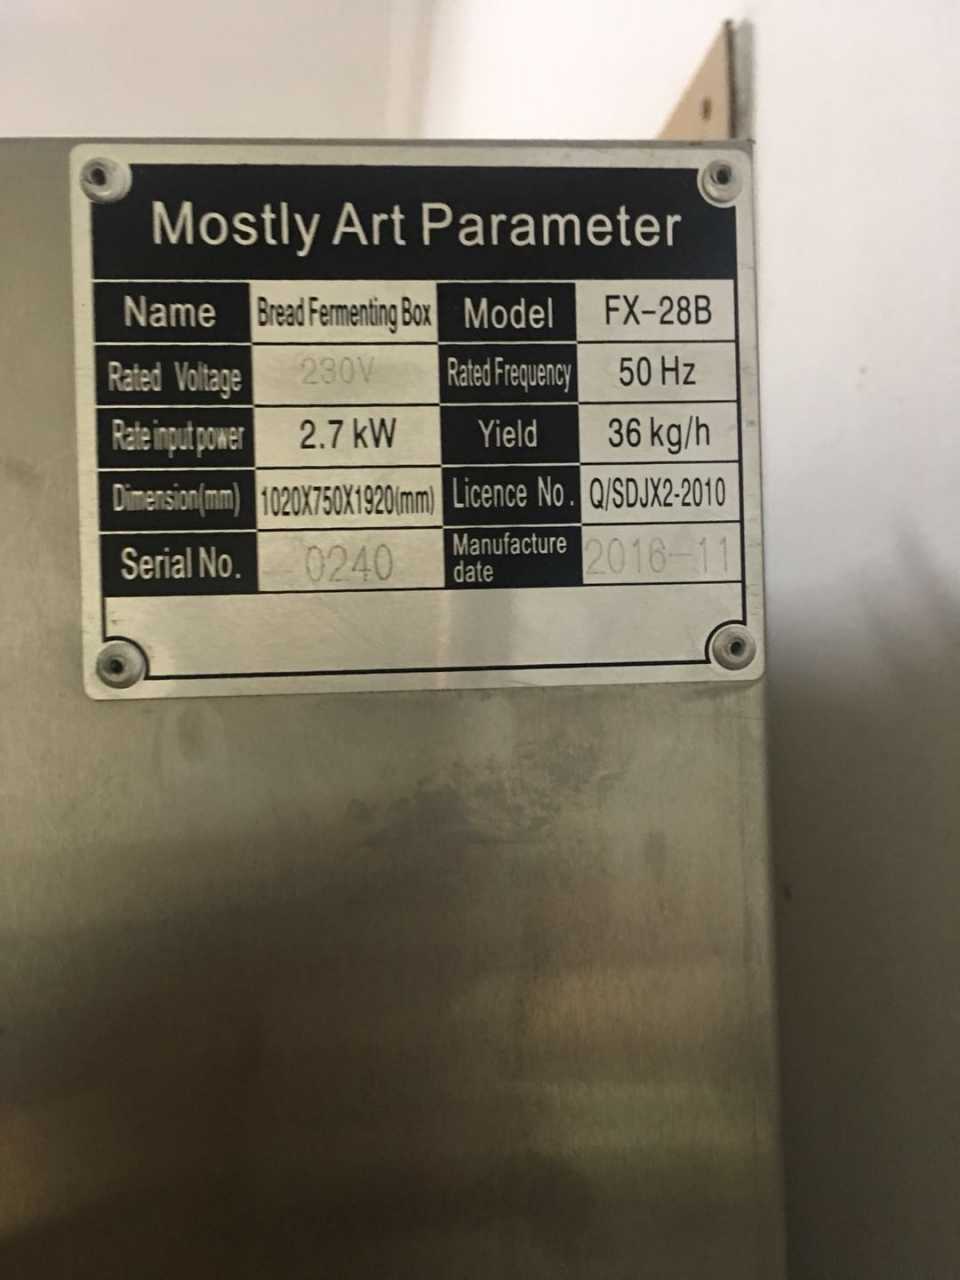 Mostly Art Parameter
Name Bread Fermenting Box Model FX-28B
Rated Voltage 230V Rated Frequency 50 Hz
Rate input power 2.7 kW Yield 36 kg/h
Dimension(mm) 1020X750X1920(mm) Licence No. Q/SDJX2-2010
Serial No. 0240 Manufacture date 2016-11